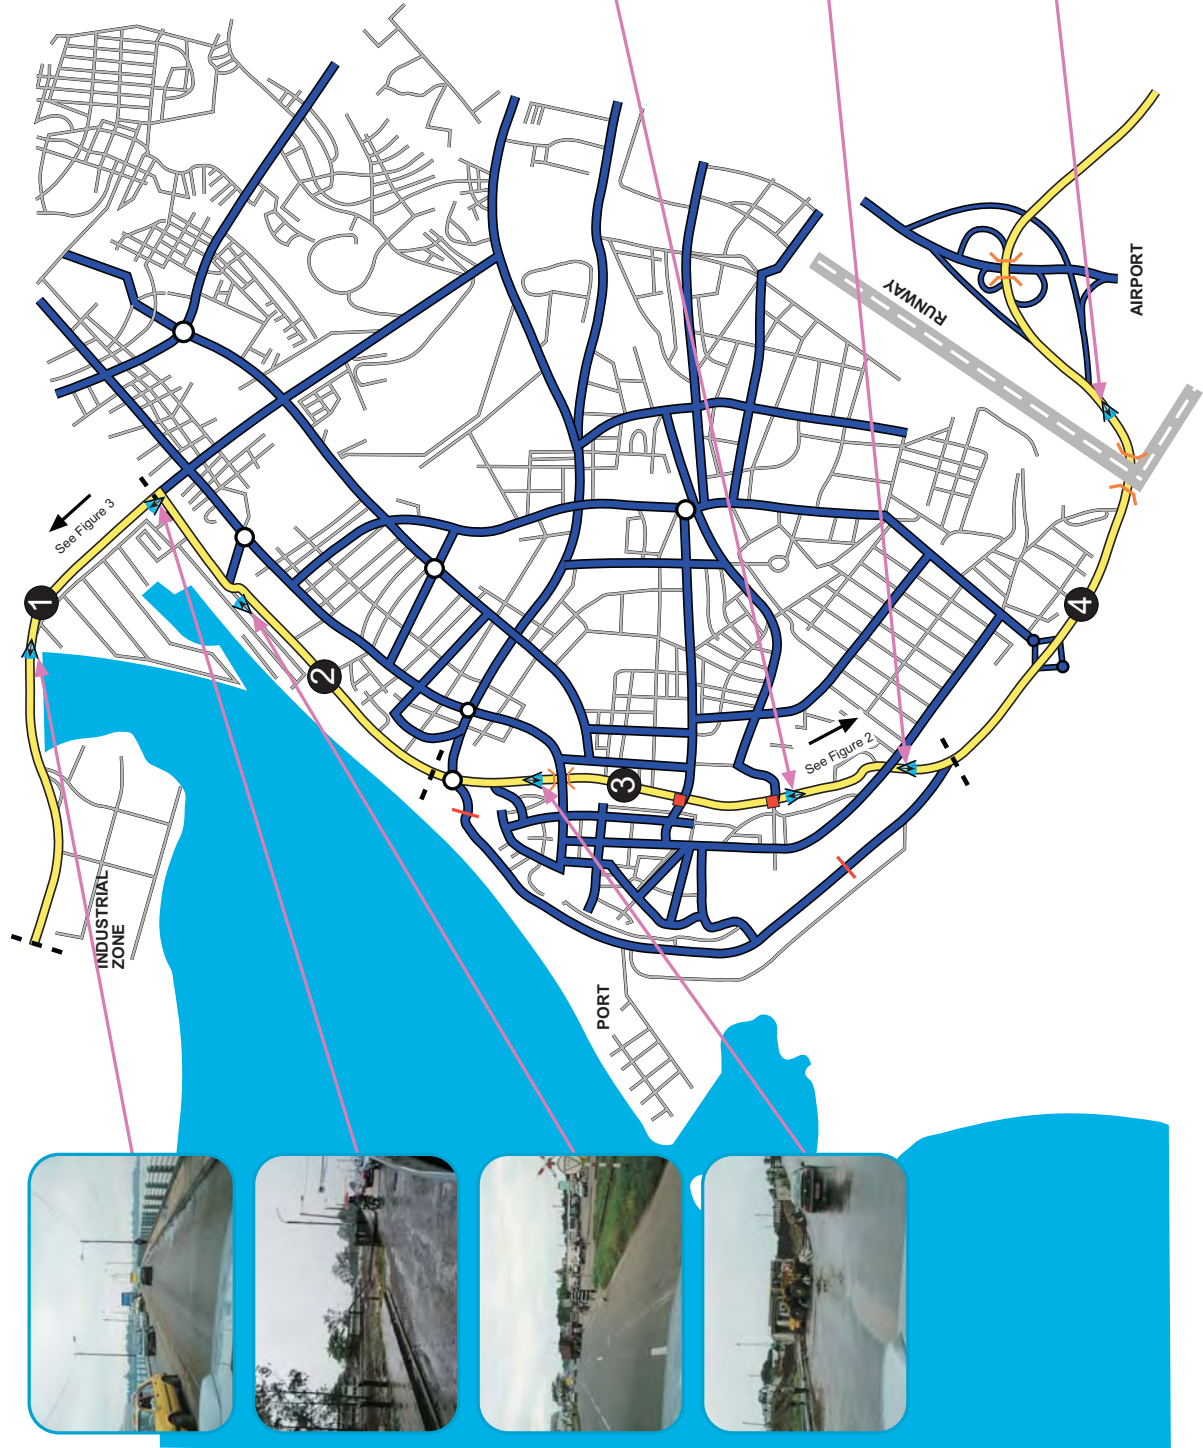 RUNWAY
AIRPORT
See Figure 3
1
2
3
4
See Figure 2
INDUSTRIAL
ZONE
PORT